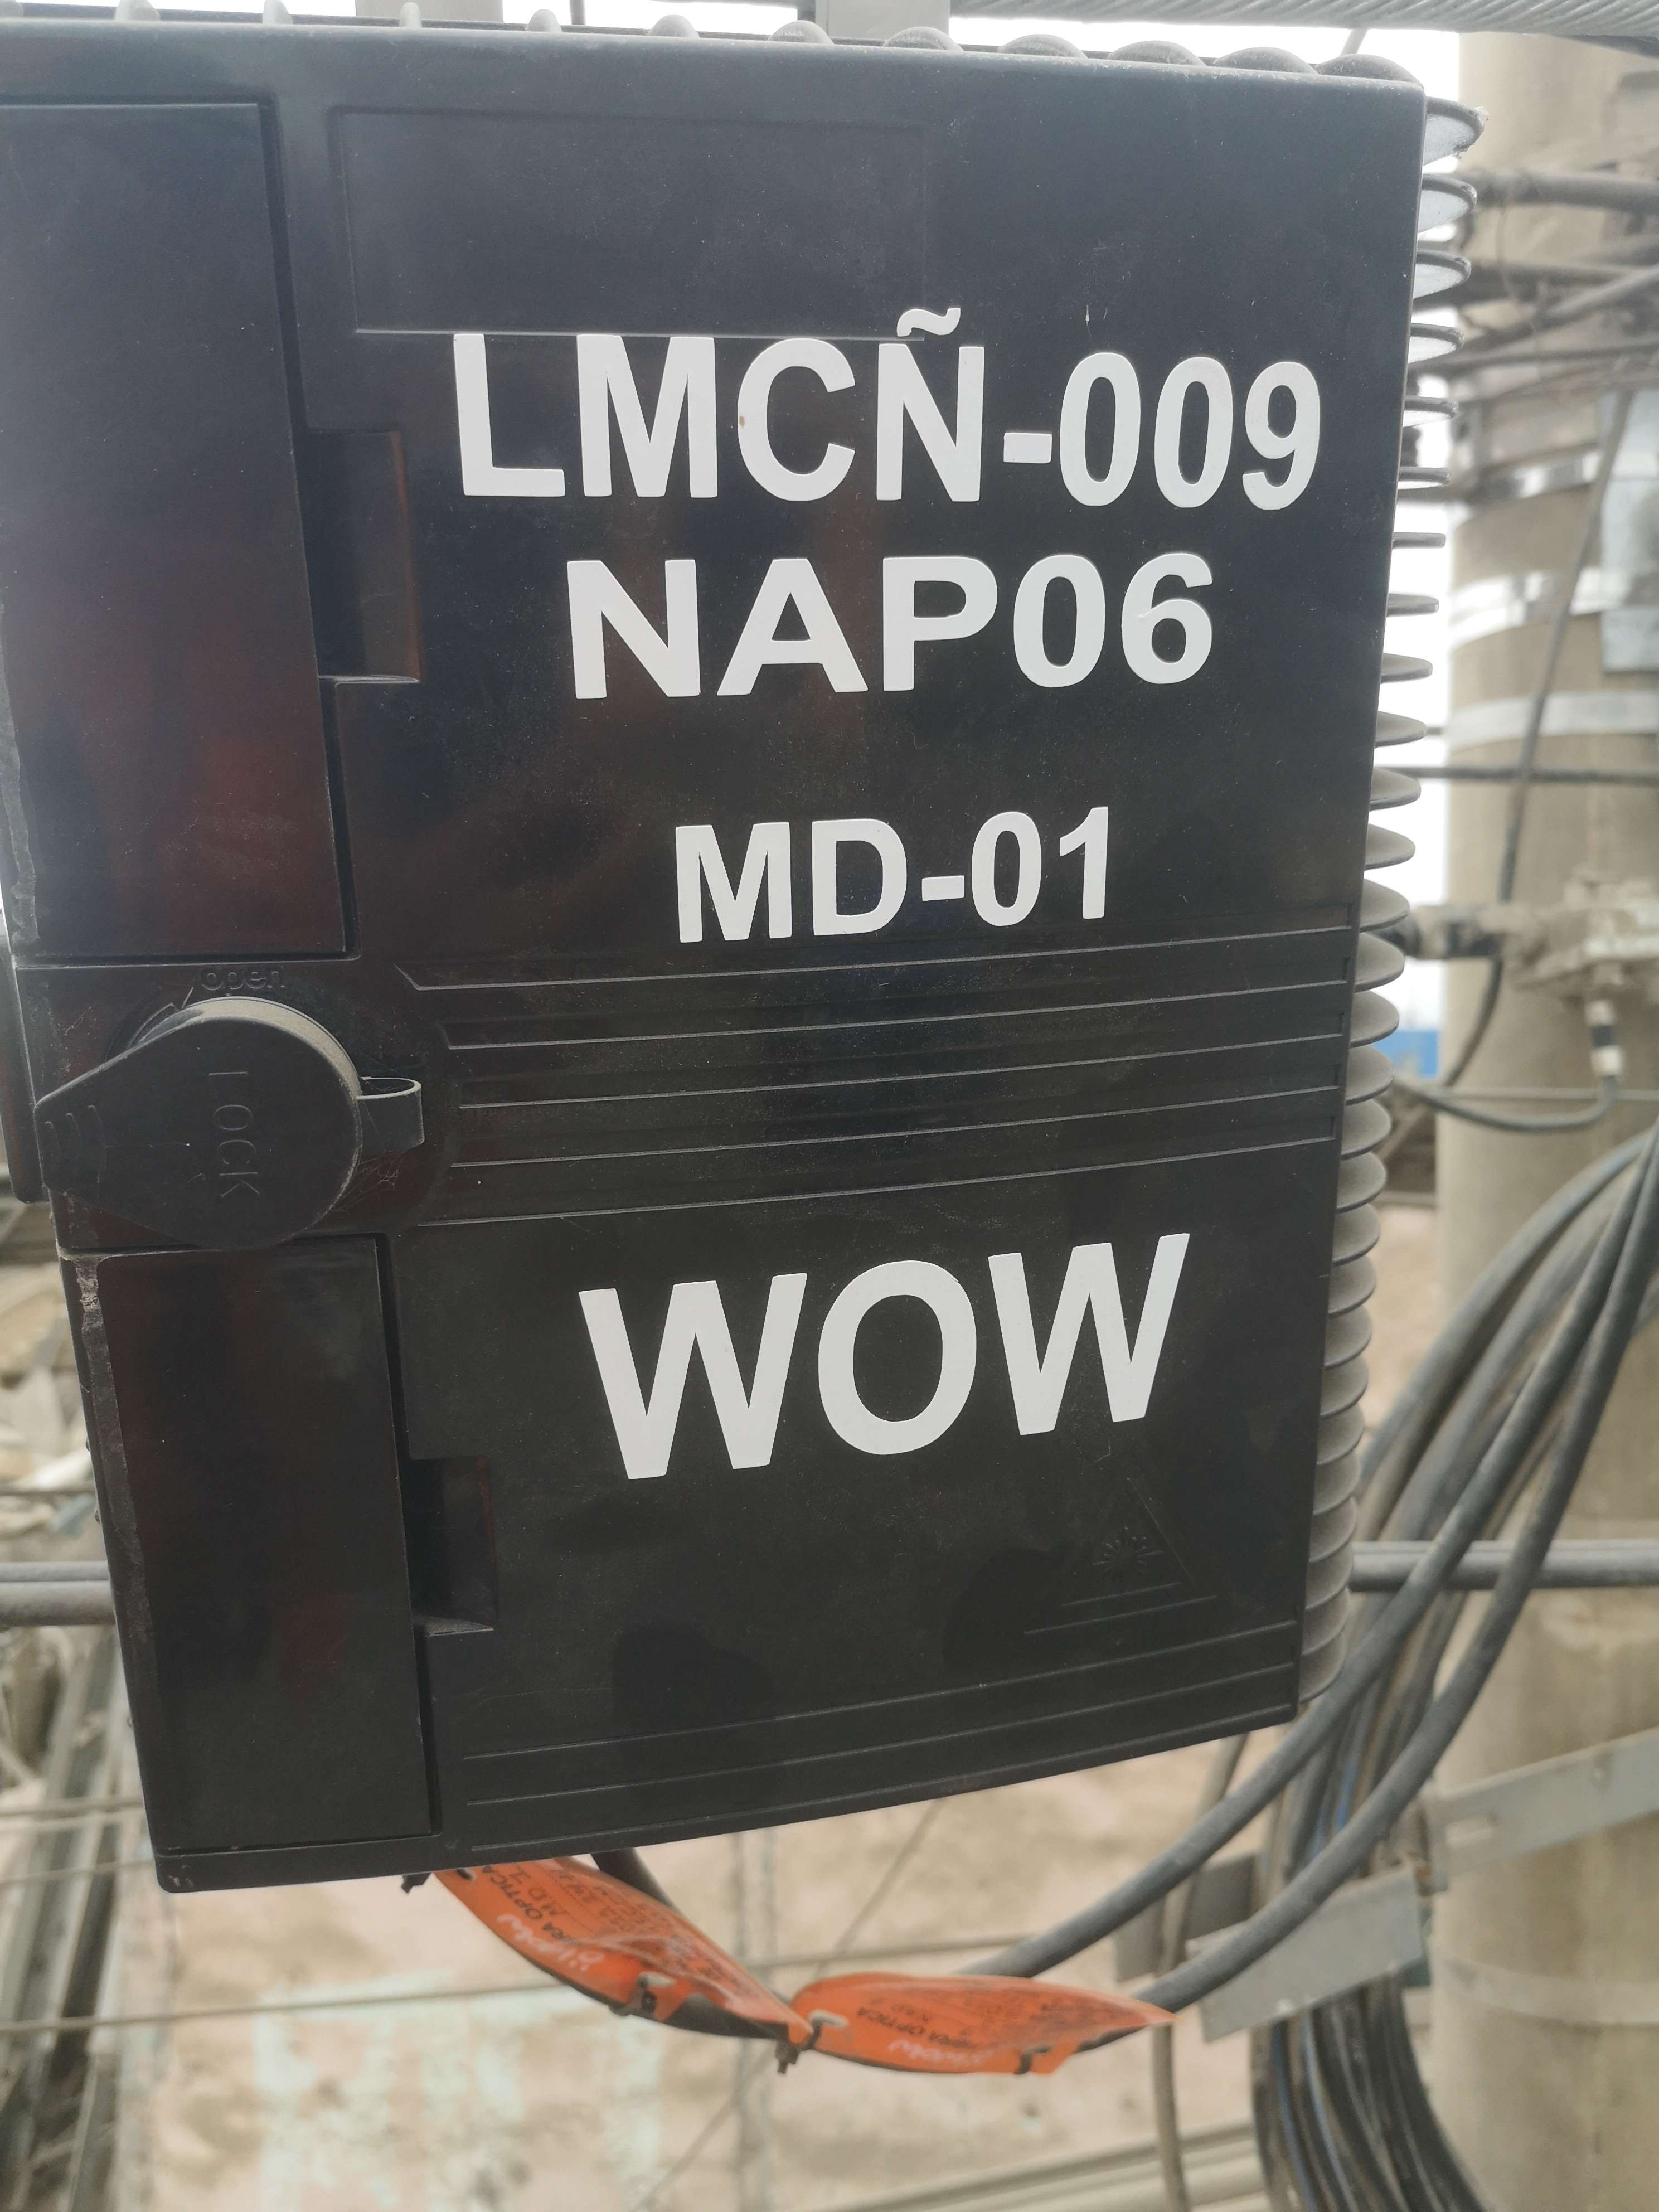 LMCÑ-009
NAP06
MD-01
open
LOCK
WOW